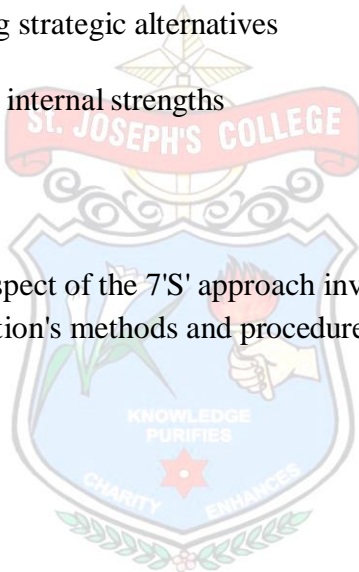 g strategic alternatives
internal strengths
ST. JOSEPH'S COLLEGE
spect of the 7'S' approach inv
tion's methods and procedure
KNOWLEDGE
PURIFIES
CHARITY
ENHANCES